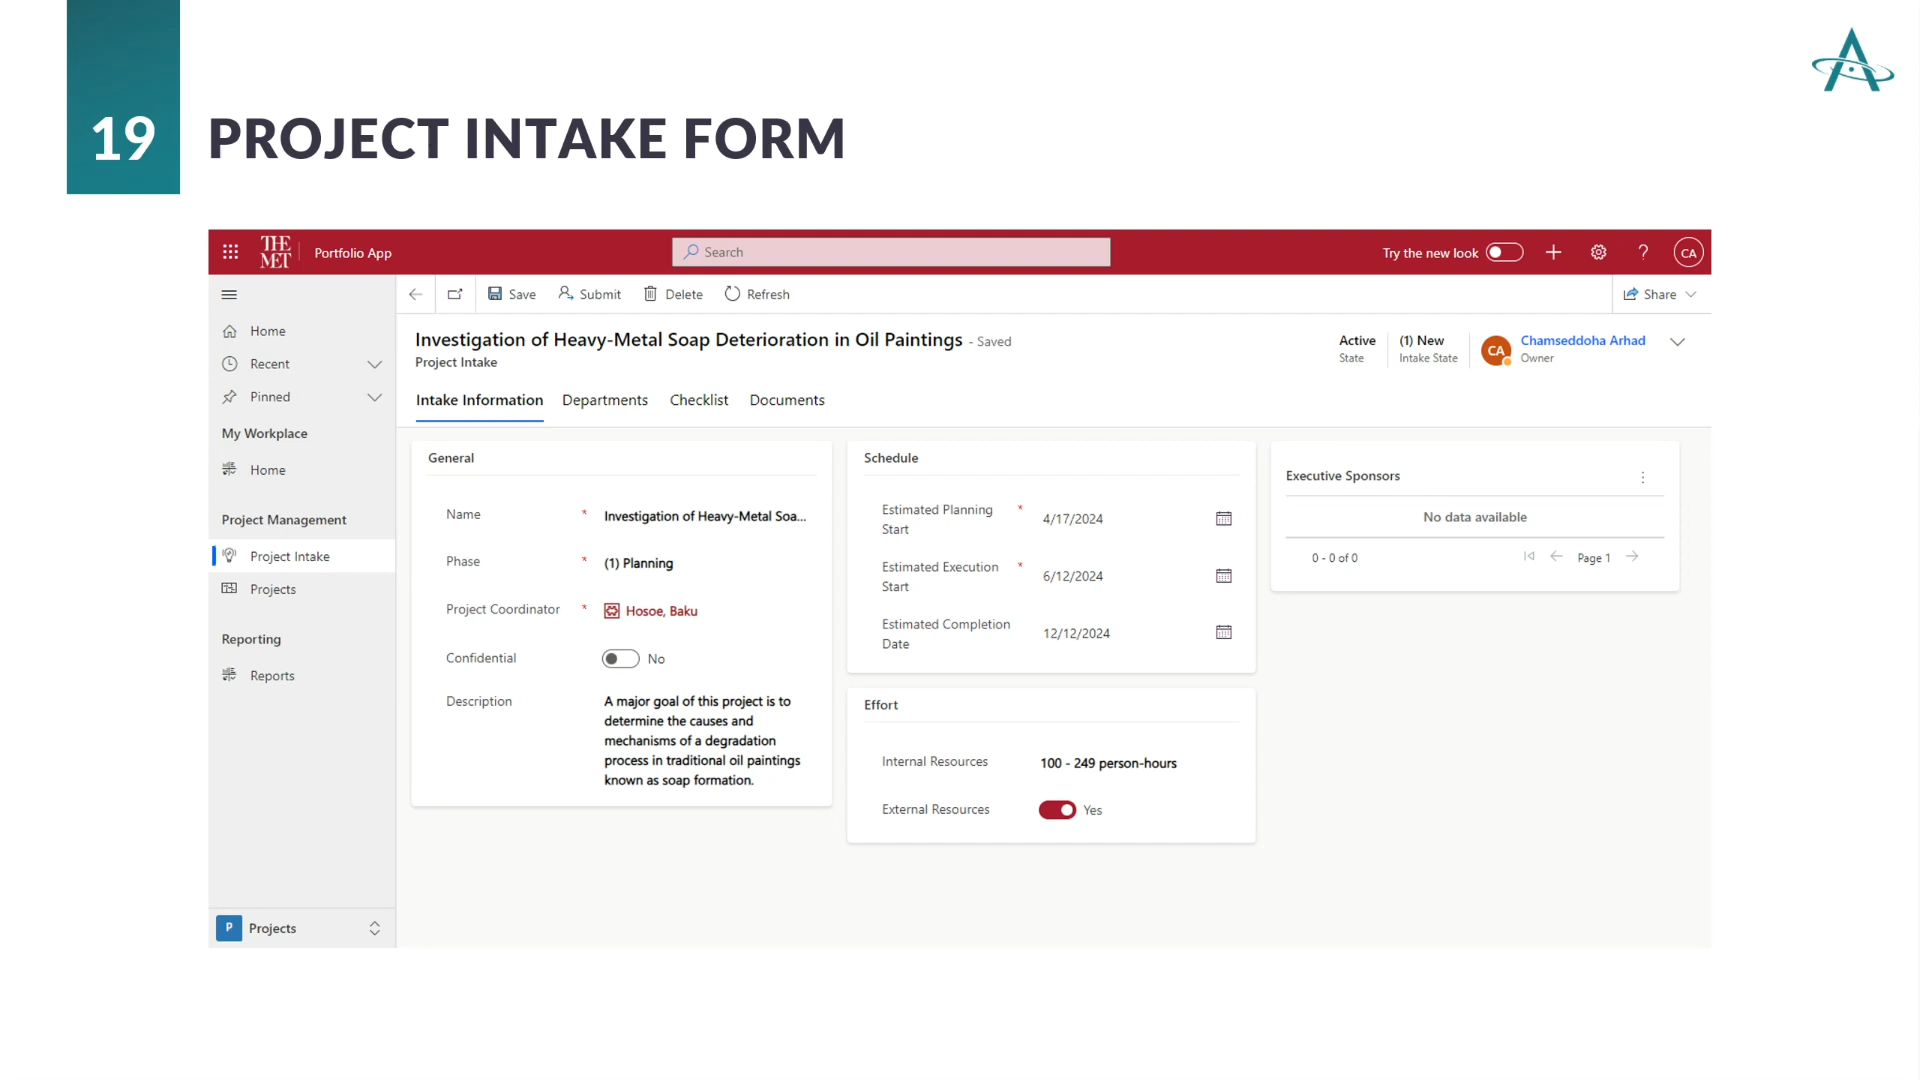 19
PROJECT INTAKE FORM
THE
MET
Portfolio App
Search
Try the new look
?
CA
Save
Submit
Delete
Refresh
Share
Home
Recent
Pinned
My Workplace
Home
Project Management
Project Intake
Projects
Reporting
Reports
P
Projects
Investigation of Heavy-Metal Soap Deterioration in Oil Paintings - Saved
Project Intake
Active
State
(1) New
Intake State
CA
Chamseddoha Arhad
Owner
Intake Information
Departments
Checklist
Documents
General
Name * Investigation of Heavy-Metal Soa...
Phase * (1) Planning
Project Coordinator * Hosoe, Baku
Confidential No
Description
A major goal of this project is to
determine the causes and
mechanisms of a degradation
process in traditional oil paintings
known as soap formation.
Schedule
Estimated Planning
Start
* 4/17/2024
Estimated Execution
Start
* 6/12/2024
Estimated Completion
Date
12/12/2024
Effort
Internal Resources 100 - 249 person-hours
External Resources Yes
Executive Sponsors
No data available
0 - 0 of 0
Page 1